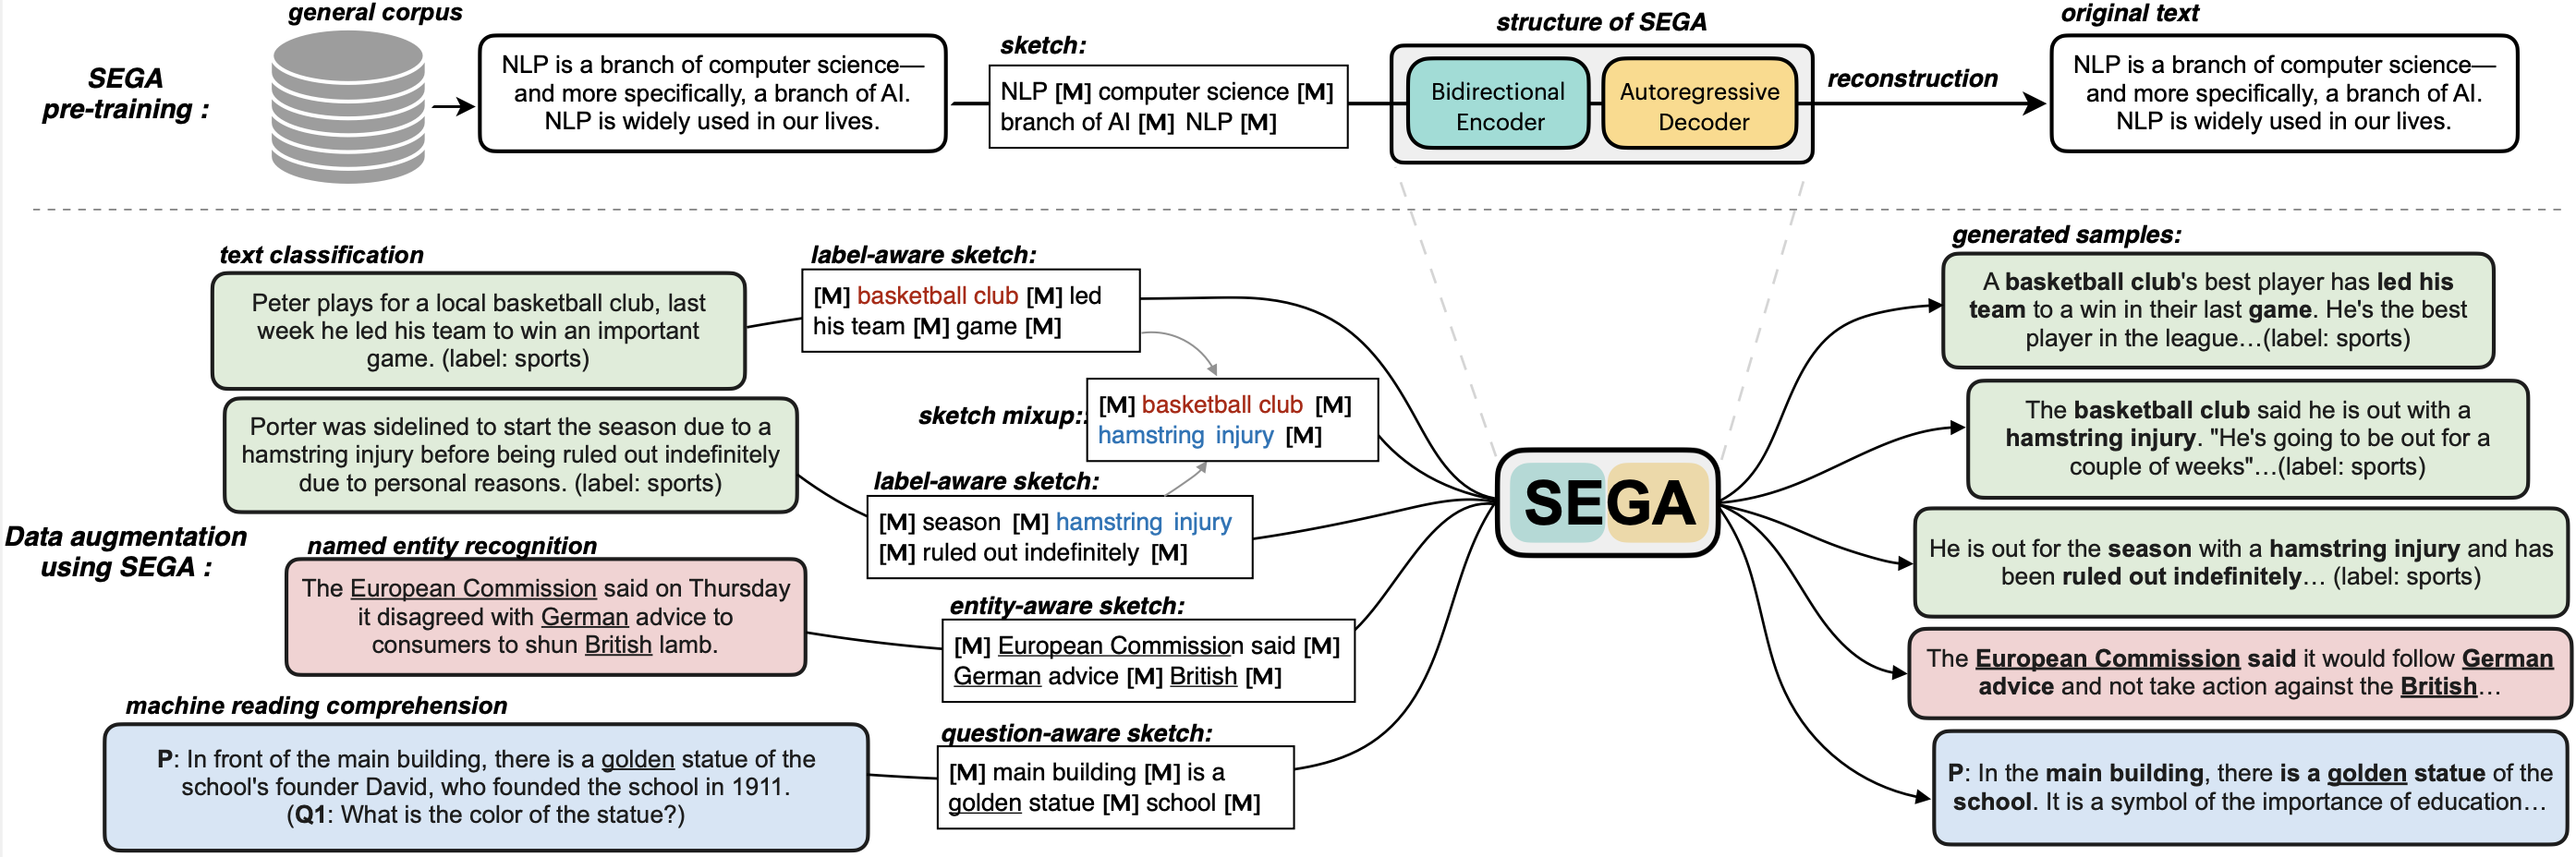 general corpus
SEGA
pre-training :
NLP is a branch of computer science—
and more specifically, a branch of AI.
NLP is widely used in our lives.
sketch:
NLP [M] computer science [M]
branch of AI [M] NLP [M]
structure of SEGA
Bidirectional
Encoder
Autoregressive
Decoder
reconstruction
original text
NLP is a branch of computer science—
and more specifically, a branch of AI.
NLP is widely used in our lives.
Data augmentation
using SEGA :
text classification
Peter plays for a local basketball club, last
week he led his team to win an important
game. (label: sports)
Porter was sidelined to start the season due to a
hamstring injury before being ruled out indefinitely
due to personal reasons. (label: sports)
named entity recognition
The European Commission said on Thursday
it disagreed with German advice to
consumers to shun British lamb.
machine reading comprehension
P: In front of the main building, there is a golden statue of the
school's founder David, who founded the school in 1911.
(Q1: What is the color of the statue?)
label-aware sketch:
[M] basketball club [M] led
his team [M] game [M]
sketch mixup::
[M] basketball club [M]
hamstring injury [M]
label-aware sketch:
[M] season [M] hamstring injury
[M] ruled out indefinitely [M]
entity-aware sketch:
[M] European Commission said [M]
German advice [M] British [M]
question-aware sketch:
[M] main building [M] is a
golden statue [M] school [M]
SEGA
generated samples:
A basketball club's best player has led his
team to a win in their last game. He's the best
player in the league...(label: sports)
The basketball club said he is out with a
hamstring injury. "He's going to be out for a
couple of weeks"...(label: sports)
He is out for the season with a hamstring injury and has
been ruled out indefinitely... (label: sports)
The European Commission said it would follow German
advice and not take action against the British...
P: In the main building, there is a golden statue of the
school. It is a symbol of the importance of education...